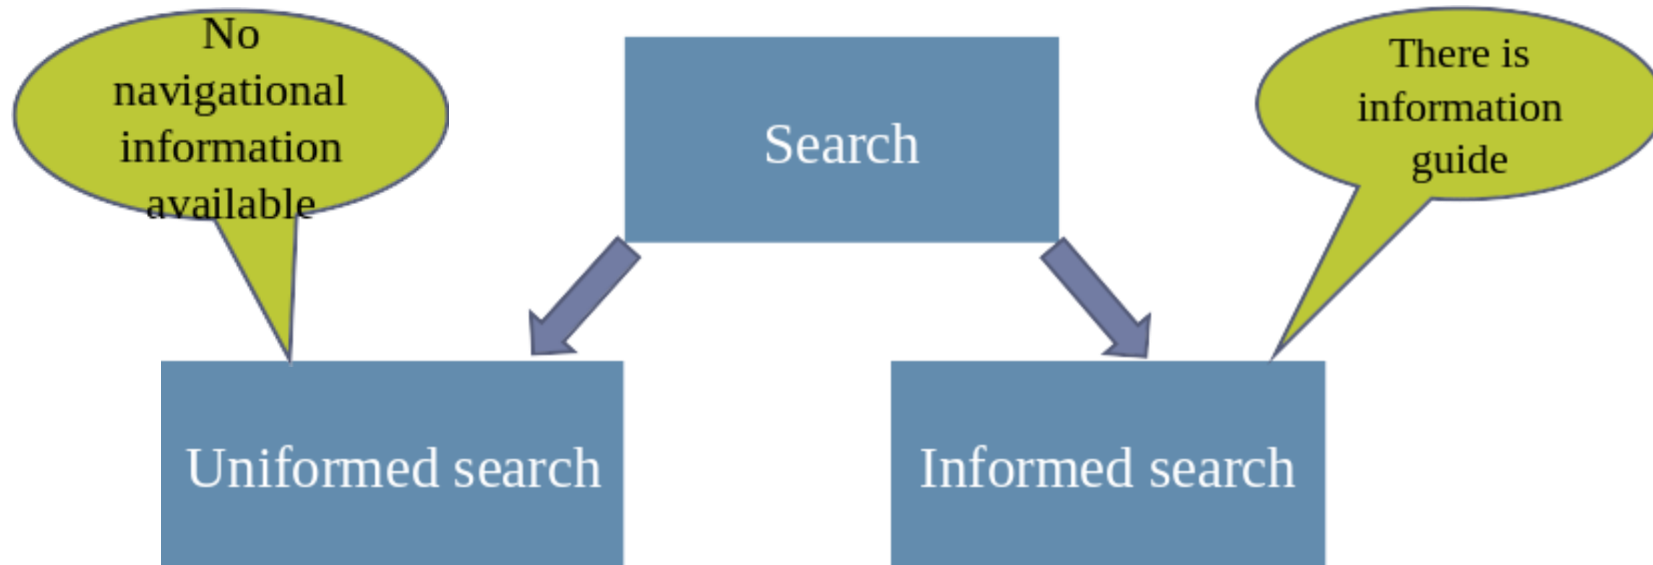 No
navigational
information
available
Search
There is
information
guide
Uniformed search
Informed search